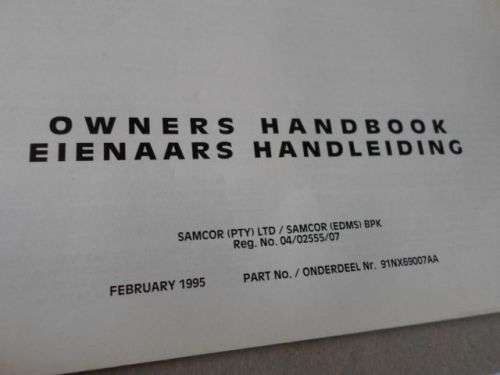 OWNERS HANDBOOK
EIENAARS HANDLEIDING
SAMCOR (PTY) LTD / SAMCOR (EDMS) BPK
Reg. No. 04/02555/07
FEBRUARY 1995 PART No. / ONDERDEEL Nr. 91NX69007AA